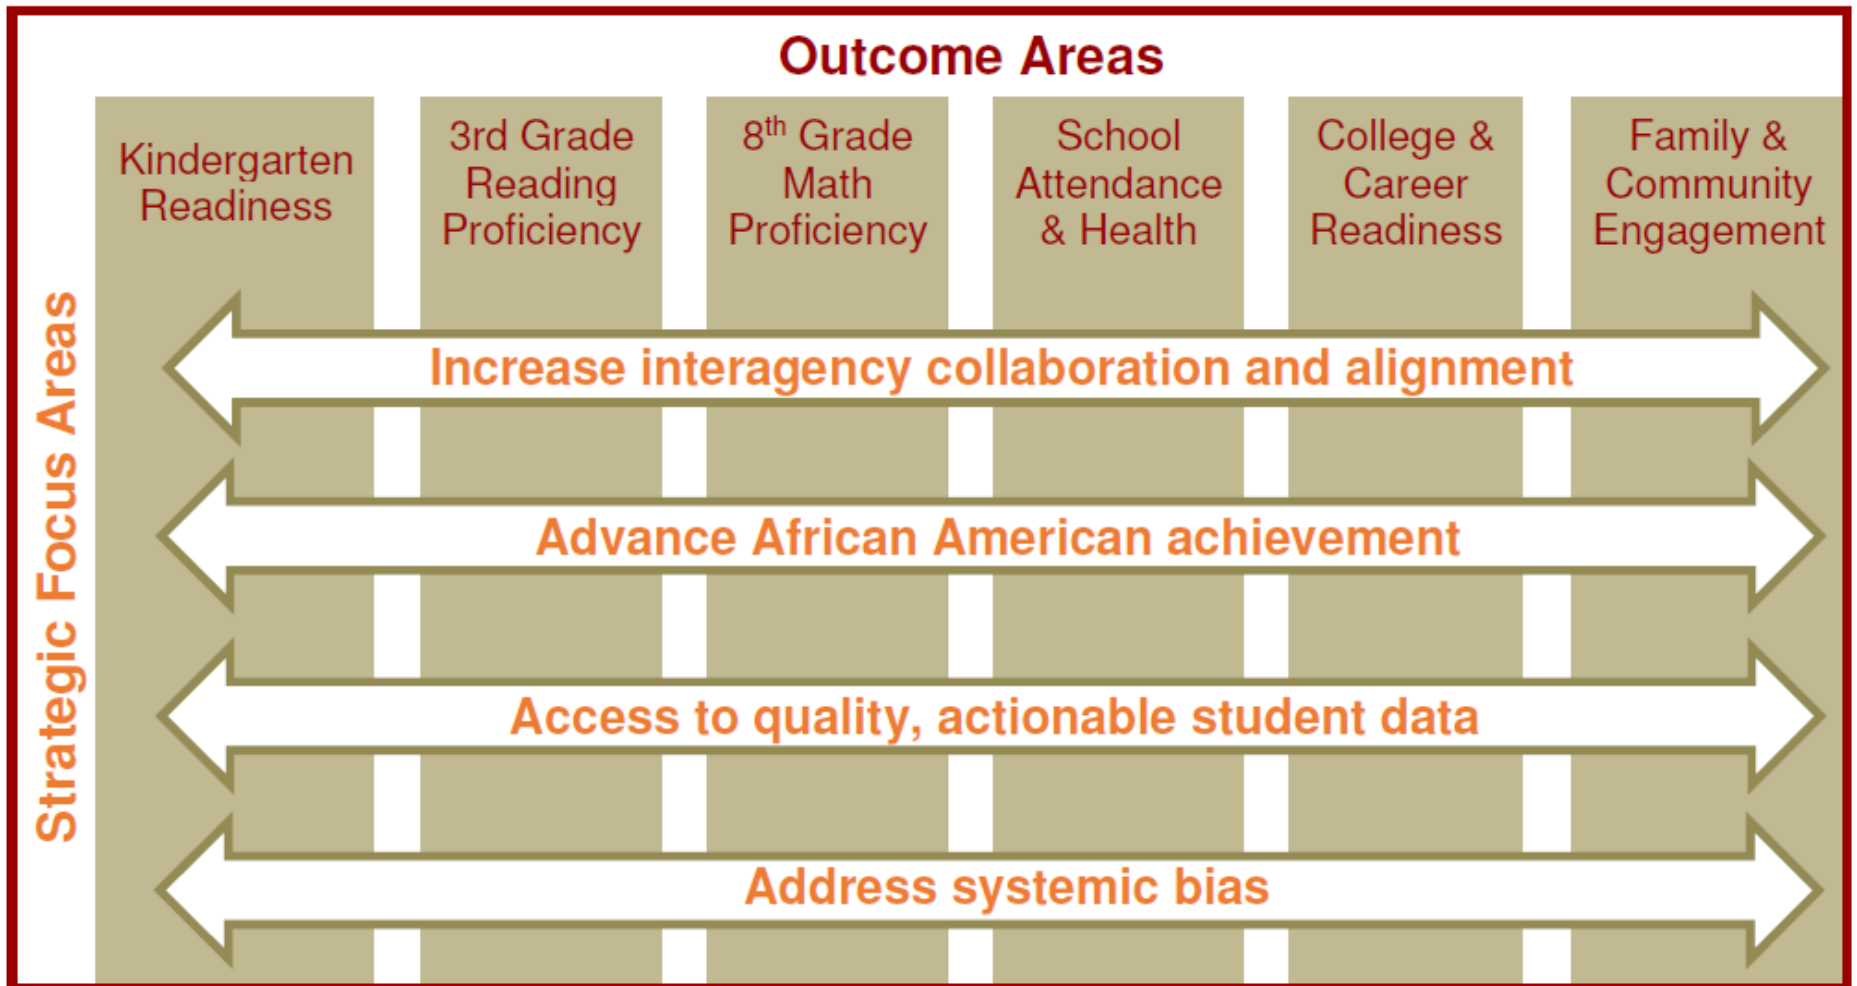 Outcome Areas
Kindergarten
Readiness
3rd Grade
Reading
Proficiency
8th Grade
Math
Proficiency
School
Attendance
& Health
College &
Career
Readiness
Family &
Community
Engagement
Strategic Focus Areas
Increase interagency collaboration and alignment
Advance African American achievement
Access to quality, actionable student data
Address systemic bias